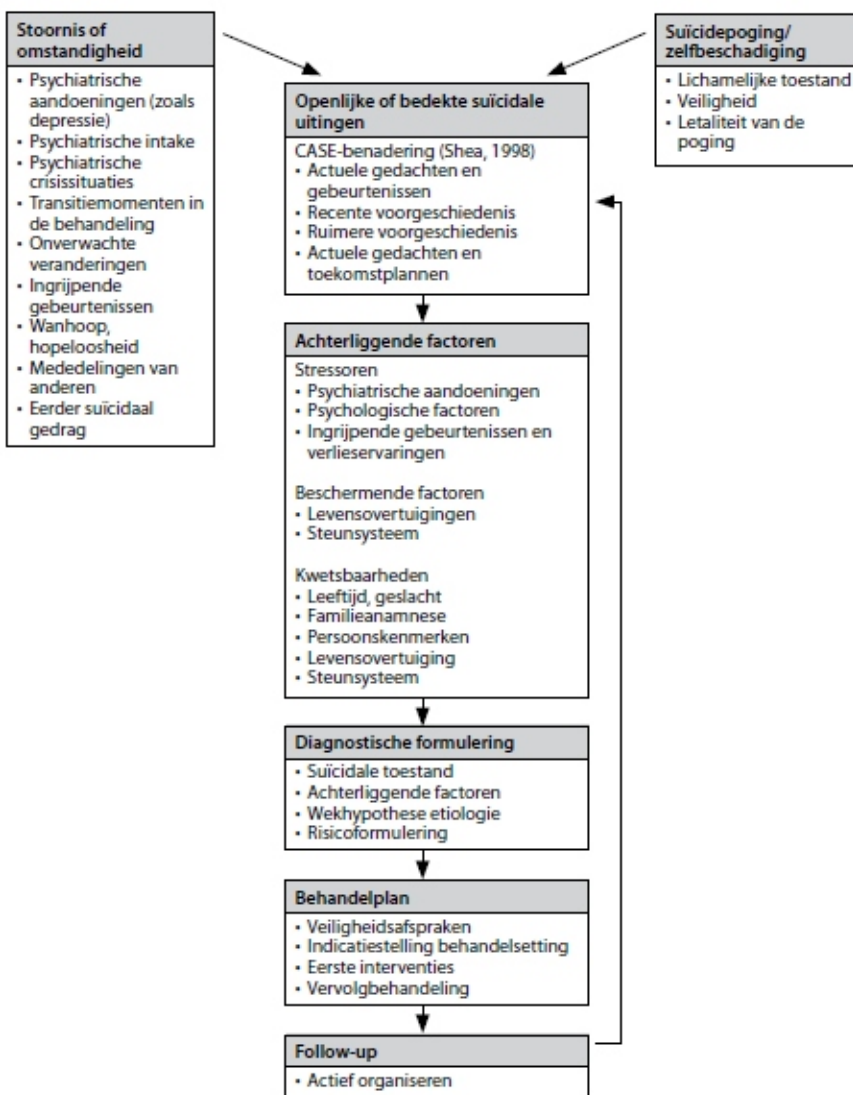 Stoornis of
omstandigheid
• Psychiatrische
aandoeningen (zoals
depressie)
• Psychiatrische intake
• Psychiatrische
crisissituaties
• Transitiemomenten in
de behandeling
• Onverwachte
veranderingen
• Ingrijpende
gebeurtenissen
• Wanhoop,
hopeloosheid
• Mededelingen van
anderen
• Eerder suïcidaal
gedrag
Suïcidepoging/
zelfbeschadiging
• Lichamelijke toestand
• Veiligheid
• Letaliteit van de
poging
Openlijke of bedekte suïcidale
uitingen
CASE-benadering (Shea, 1998)
• Actuele gedachten en
gebeurtenissen
• Recente voorgeschiedenis
• Ruimere voorgeschiedenis
• Actuele gedachten en
toekomstplannen
Achterliggende factoren
Stressoren
• Psychiatrische aandoeningen
• Psychologische factoren
• Ingrijpende gebeurtenissen en
verlieservaringen
Beschermende factoren
• Levensovertuigingen
• Steunsysteem
Kwetsbaarheden
• Leeftijd, geslacht
• Familieanamnese
• Persoonskenmerken
• Levensovertuiging
• Steunsysteem
Diagnostische formulering
• Suïcidale toestand
• Achterliggende factoren
• Wekhypothese etiologie
• Risicoformulering
Behandelplan
• Veiligheidsafspraken
• Indicatiestelling behandelsetting
• Eerste interventies
• Vervolgbehandeling
Follow-up
• Actief organiseren